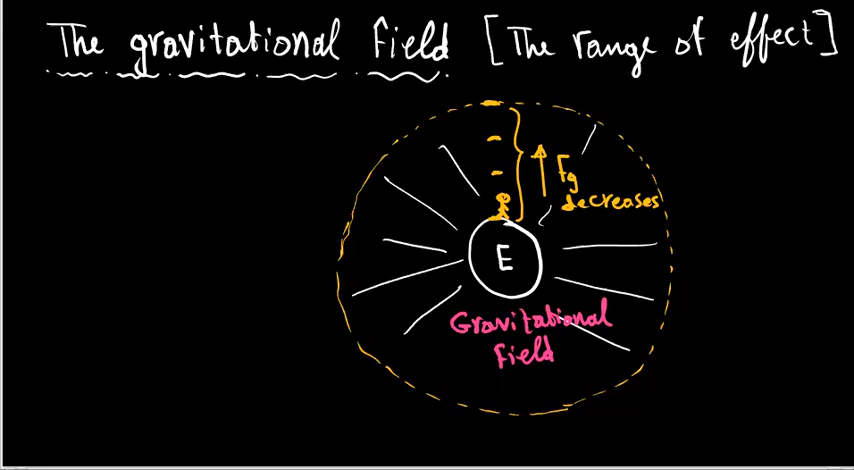 The gravitational Field [The range of effect]
Fg
decreases
E
Gravitational
Field